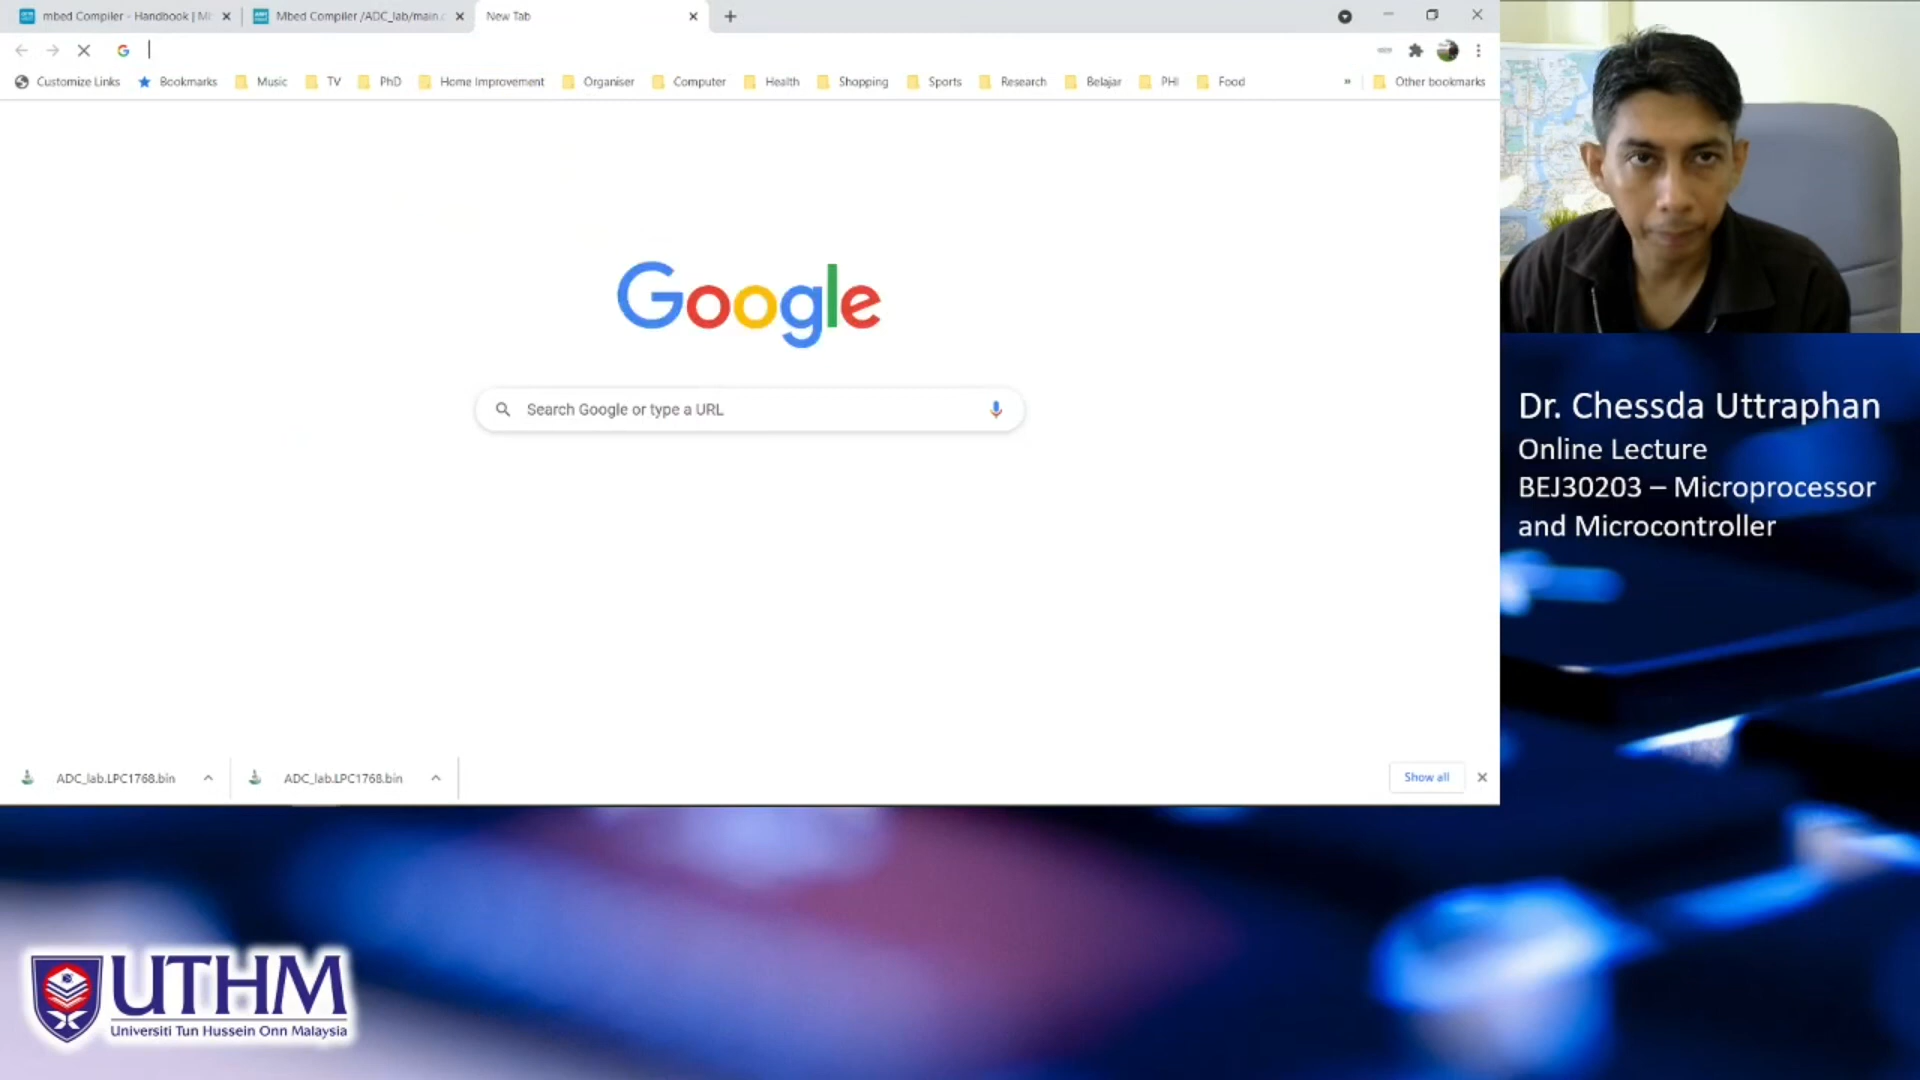 mbed Compiler - Handbook | M
Mbed Compiler /ADC_lab/main.c
New Tab
Customize Links
Bookmarks
Music
TV
PhD
Home Improvement
Organiser
Computer
Health
Shopping
Sports
Research
Belajar
PHI
Food
»
Other bookmarks
Google
Search Google or type a URL
ADC_lab.LPC1768.bin
ADC_lab.LPC1768.bin
Show all
Dr. Chessda Uttraphan
Online Lecture
BEJ30203 – Microprocessor
and Microcontroller
UTHM
Universiti Tun Hussein Onn Malaysia